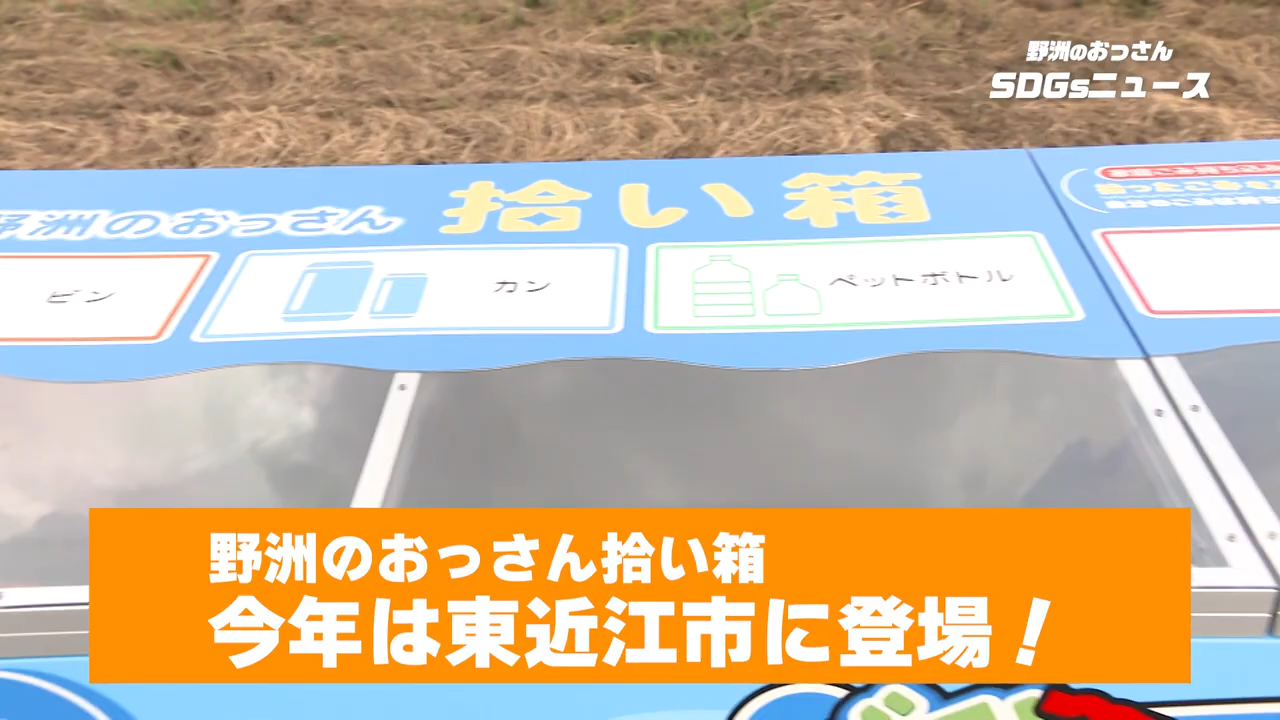 野洲のおっさん
SDGsニュース
野洲のおっさん 拾い箱
ビン
カン
ペットボトル
野洲のおっさん拾い箱
今年は東近江市に登場!